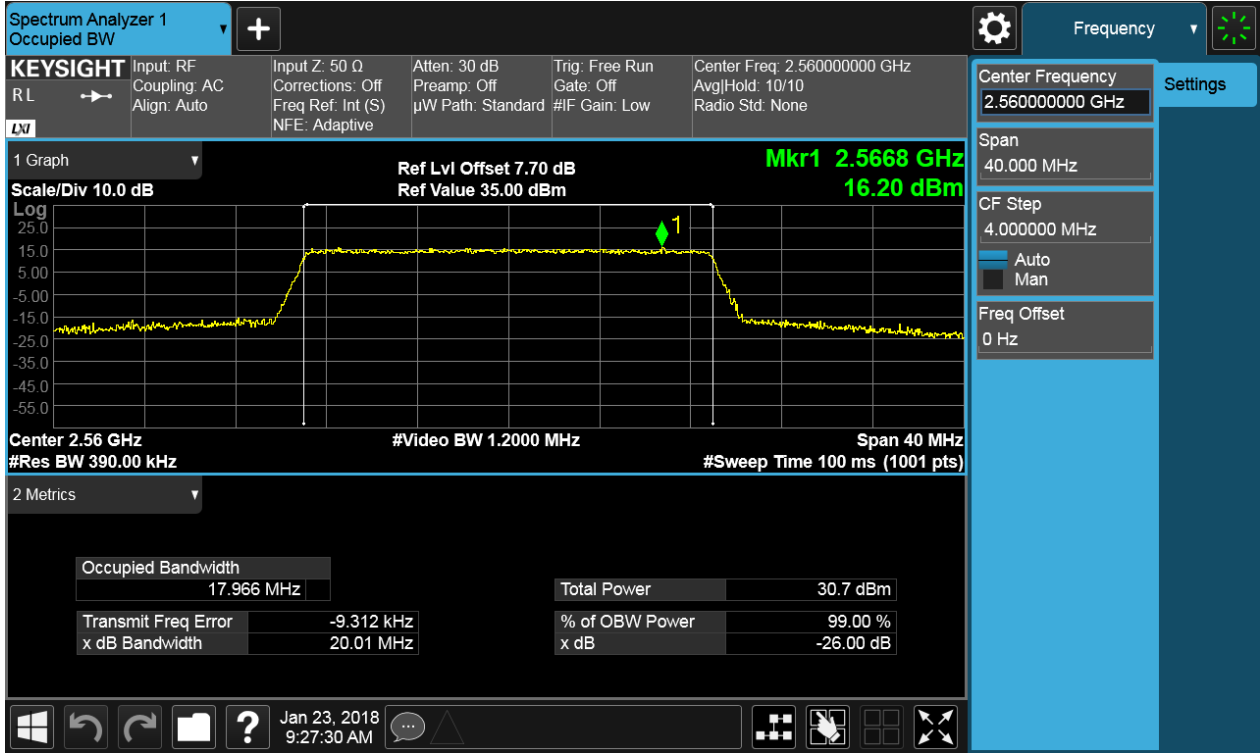 Spectrum Analyzer 1
Occupied BW
+
Frequency
KEYSIGHT
R L
LXI
Input: RF
Coupling: AC
Align: Auto
Input Z: 50 Ω
Corrections: Off
Freq Ref: Int (S)
NFE: Adaptive
Atten: 30 dB
Preamp: Off
µW Path: Standard
Trig: Free Run
Gate: Off
#IF Gain: Low
Center Freq: 2.560000000 GHz
Avg|Hold: 10/10
Radio Std: None
Center Frequency
2.560000000 GHz
Settings
Span
40.000 MHz
CF Step
4.000000 MHz
Auto
Man
Freq Offset
0 Hz
1 Graph
Scale/Div 10.0 dB
Ref Lvl Offset 7.70 dB
Ref Value 35.00 dBm
Mkr1 2.5668 GHz
16.20 dBm
Log
25.0
15.0
5.00
-5.00
-15.0
-25.0
-35.0
-45.0
-55.0
1
Center 2.56 GHz
#Video BW 1.2000 MHz
Span 40 MHz
#Res BW 390.00 kHz
#Sweep Time 100 ms (1001 pts)
2 Metrics
Occupied Bandwidth
17.966 MHz
Total Power 30.7 dBm
Transmit Freq Error -9.312 kHz
% of OBW Power 99.00 %
x dB Bandwidth 20.01 MHz
x dB -26.00 dB
?
Jan 23, 2018
9:27:30 AM